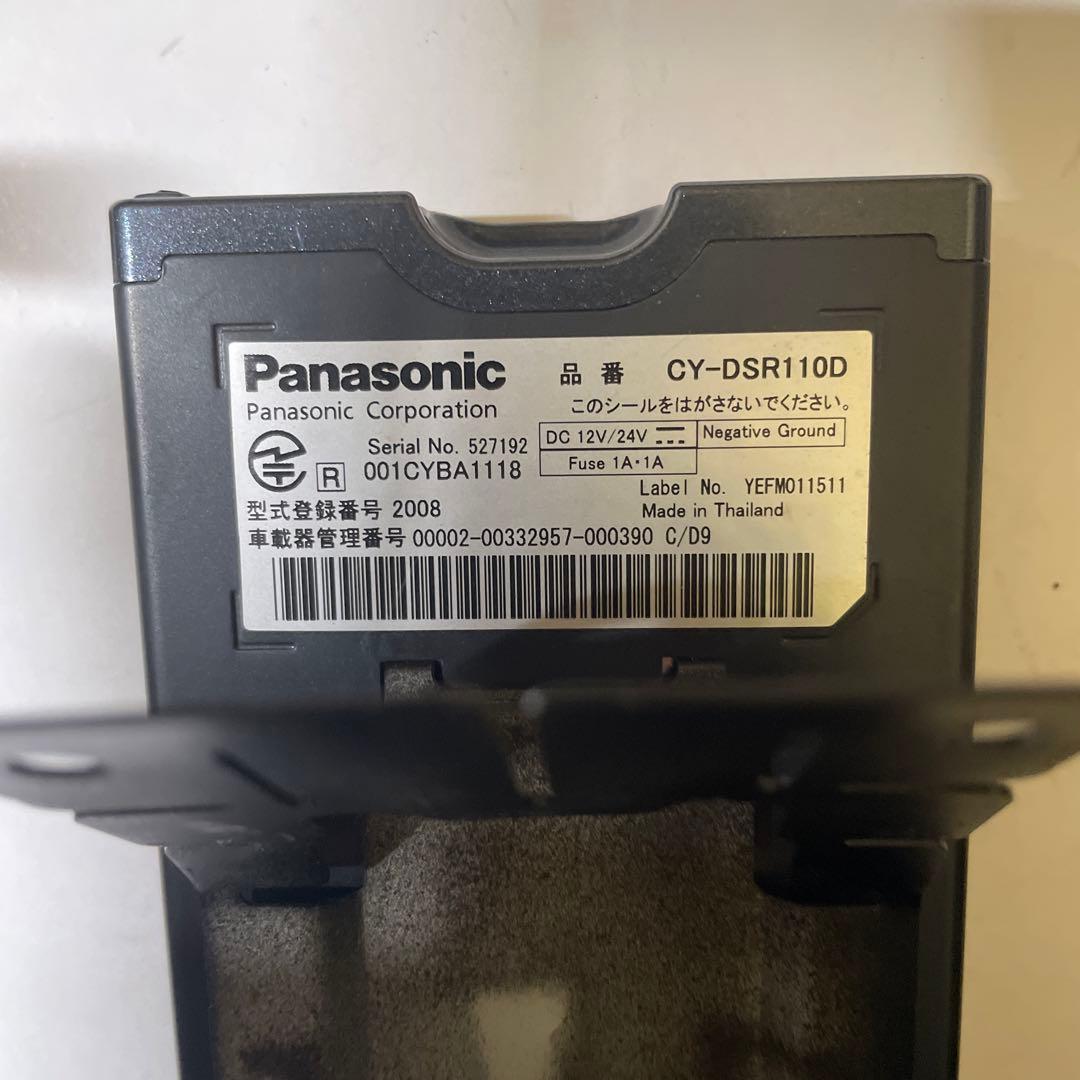 Panasonic 品番 CY-DSR110D
Panasonic Corporation このシールをはがさないでください。
Serial No. 527192 DC 12V/24V Negative Ground
R 001CYBA1118 Fuse 1A・1A
Label No. YEFM011511
型式登録番号 2008 Made in Thailand
車載器管理番号 00002-00332957-000390 C/D9